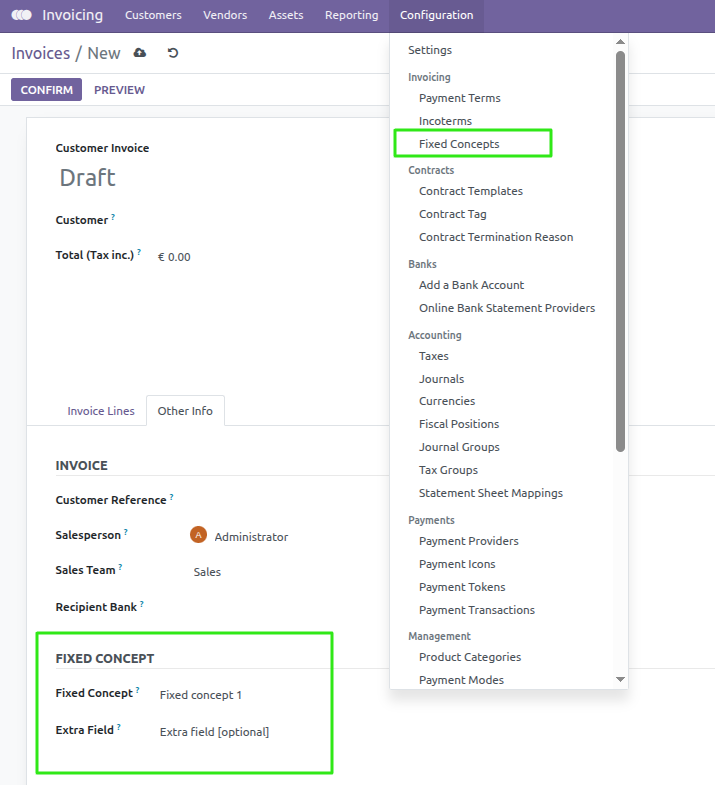 Invoicing Customers Vendors Assets Reporting Configuration
Invoices / New
CONFIRM PREVIEW
Customer Invoice
Draft
Customer ?
Total (Tax inc.) ? € 0.00
Invoice Lines Other Info
INVOICE
Customer Reference ?
Salesperson ? A Administrator
Sales Team ? Sales
Recipient Bank ?
FIXED CONCEPT
Fixed Concept ? Fixed concept 1
Extra Field ? Extra field [optional]
Settings
Invoicing
Payment Terms
Incoterms
Fixed Concepts
Contracts
Contract Templates
Contract Tag
Contract Termination Reason
Banks
Add a Bank Account
Online Bank Statement Providers
Accounting
Taxes
Journals
Currencies
Fiscal Positions
Journal Groups
Tax Groups
Statement Sheet Mappings
Payments
Payment Providers
Payment Icons
Payment Tokens
Payment Transactions
Management
Product Categories
Payment Modes